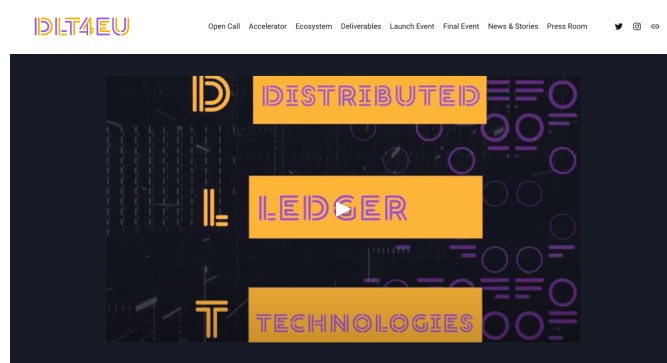 DLT4EU
Open Call Accelerator Ecosystem Deliverables Launch Event Final Event News & Stories Press Room
D DISTRIBUTED
L LEDGER
T TECHNOLOGIES